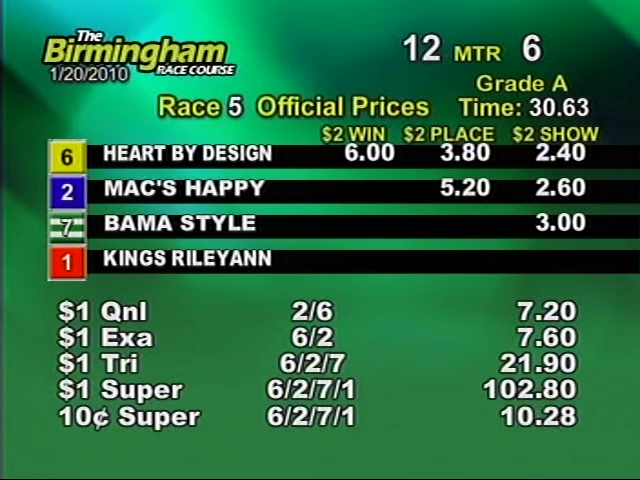 The
Birmingham
RACE COURSE
1/20/2010
12 MTR 6
Grade A
Race 5 Official Prices Time: 30.63
$2 WIN $2 PLACE $2 SHOW
6 HEART BY DESIGN 6.00 3.80 2.40
2 MAC'S HAPPY 5.20 2.60
7 BAMA STYLE 3.00
1 KINGS RILEYANN
$1 Qnl 2/6 7.20
$1 Exa 6/2 7.60
$1 Tri 6/2/7 21.90
$1 Super 6/2/7/1 102.80
10¢ Super 6/2/7/1 10.28